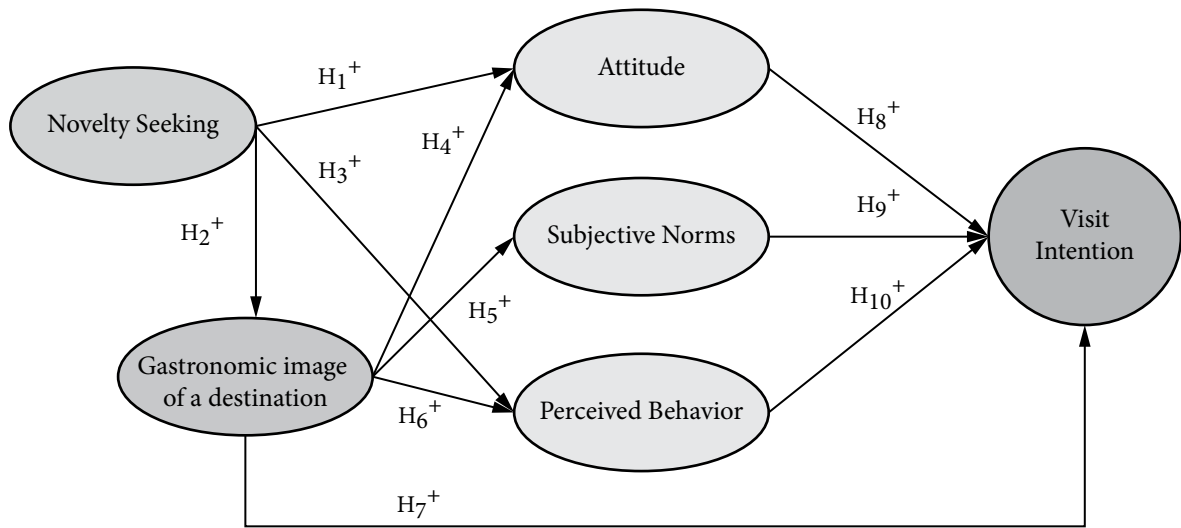 Attitude
H1+
H8+
Novelty Seeking
H4+
H3+
H9+
Visit
Intention
H2+
Subjective Norms
H10+
H5+
Gastronomic image
of a destination
Perceived Behavior
H6+
H7+